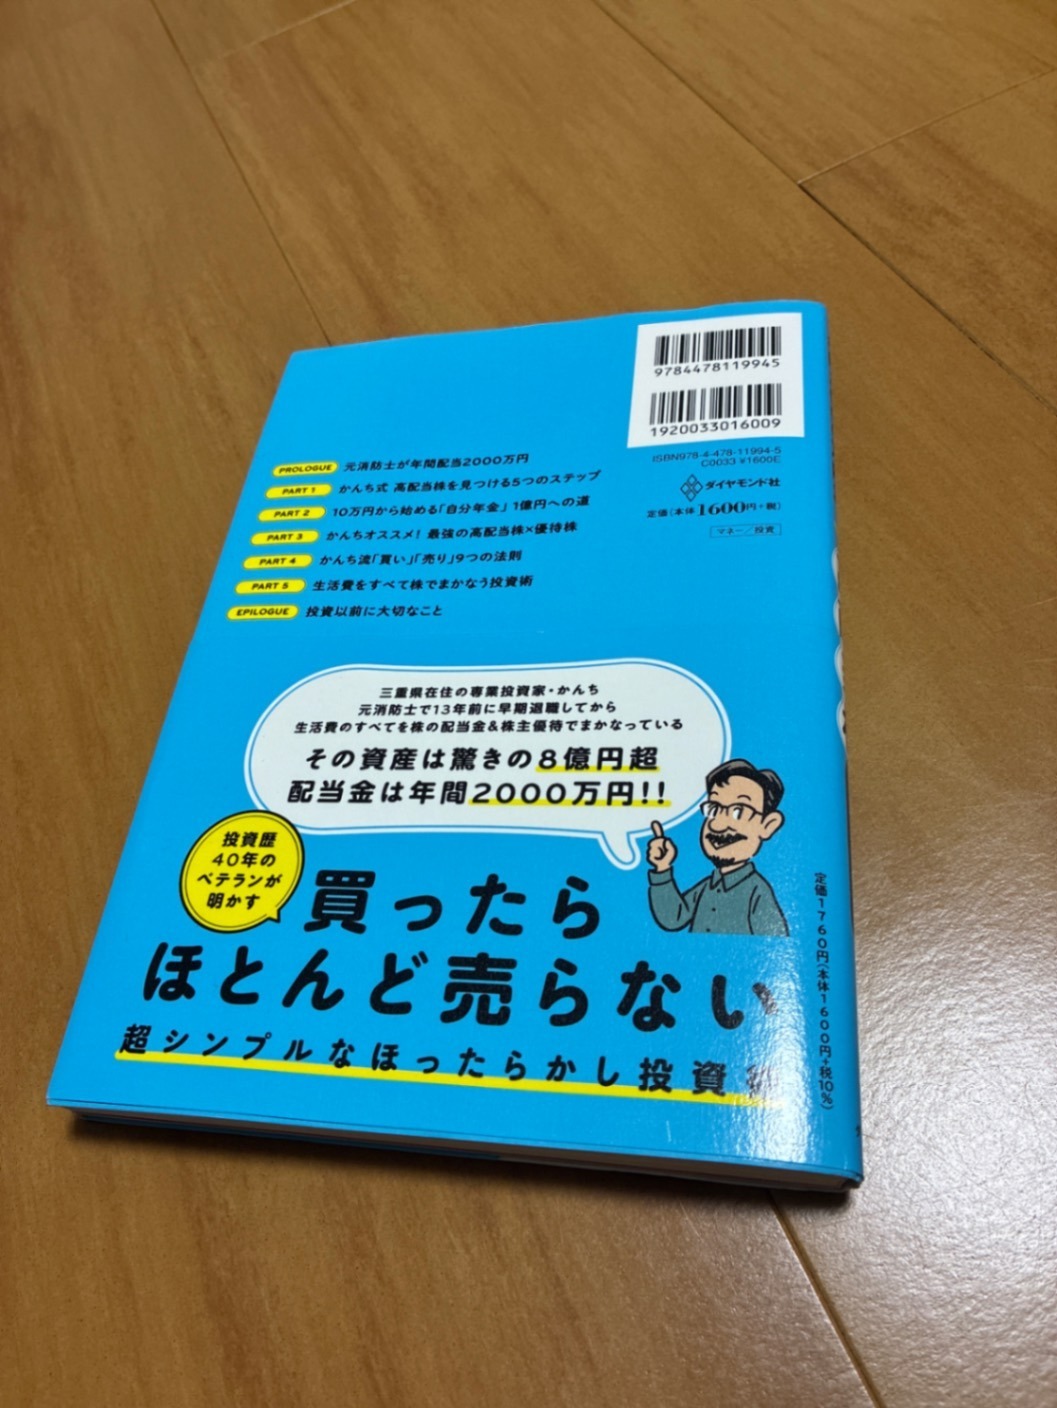 9784478119945
1920033016009
ISBN978-4-478-11994-5
C0033 ¥1600E
ダイヤモンド社
定価(本体1600円+税)
マネー/投資
PROLOGUE 元消防士が年間配当2000万円
PART 1 かんち式 高配当株を見つける5つのステップ
PART 2 10万円から始める「自分年金」1億円への道
PART 3 かんちオススメ! 最強の高配当株×優待株
PART 4 かんち流「買い」「売り」9つの法則
PART 5 生活費をすべて株でまかなう投資術
EPILOGUE 投資以前に大切なこと
三重県在住の専業投資家・かんち
元消防士で13年前に早期退職してから
生活費のすべてを株の配当金&株主優待でまかなっている
その資産は驚きの8億円超
配当金は年間2000万円!!
投資歴
40年の
ベテランが
明かす
買ったら
ほとんど売らない
超シンプルなほったらかし投資
定価1760円(本体1600円+税10%)